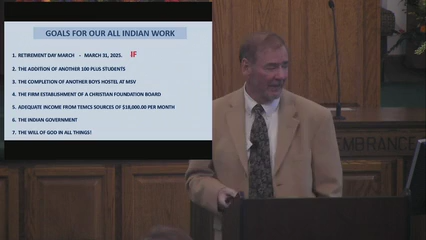 GOALS FOR OUR ALL INDIAN WORK
1. RETIREMENT DAY MARCH - MARCH 31, 2025. IF
2. THE ADDITION OF ANOTHER 100 PLUS STUDENTS
3. THE COMPLETION OF ANOTHER BOYS HOSTEL AT MSV
4. THE FIRM ESTABLISHMENT OF A CHRISTIAN FOUNDATION BOARD
5. ADEQUATE INCOME FROM TEMCS SOURCES OF $18,000.00 PER MONTH
6. THE INDIAN GOVERNMENT
7. THE WILL OF GOD IN ALL THINGS!
EMBRANCE